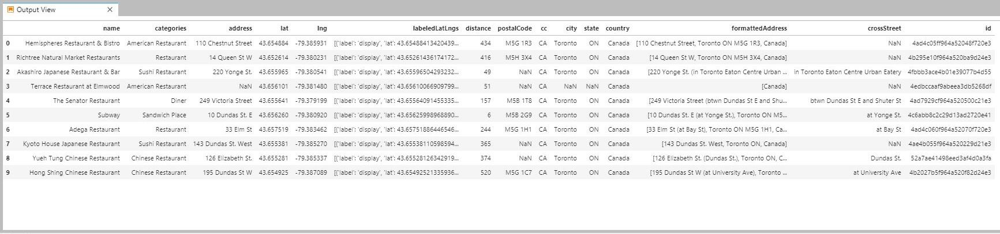 Output View
name categories address lat lng labeledLatLngs distance postalCode cc city state country formattedAddress crossStreet id
0 Hemispheres Restaurant & Bistro American Restaurant 110 Chestnut Street 43.654884 -79.385931 [{'label': 'display', 'lat': 43.65488413420439... 434 M5G 1R3 CA Toronto ON Canada [110 Chestnut Street, Toronto ON M5G 1R3, Canada] NaN 4ad4c05ff964a52048f720e3
1 Richtree Natural Market Restaurants Restaurant 14 Queen St W 43.652614 -79.380231 [{'label': 'display', 'lat': 43.65261436174172... 416 M5H 3X4 CA Toronto ON Canada [14 Queen St W, Toronto ON M5H 3X4, Canada] NaN 4b295e10f964a520ba9d24e3
2 Akashiro Japanese Restaurant & Bar Sushi Restaurant 220 Yonge St. 43.655965 -79.380541 [{'label': 'display', 'lat': 43.65596504293232... 49 NaN CA Toronto ON Canada [220 Yonge St. (in Toronto Eaton Centre Urban ... in Toronto Eaton Centre Urban Eatery 4fbbb3ace4b01e39077b4d55
3 Terrace Restaurant at Elmwood American Restaurant NaN 43.656101 -79.381480 [{'label': 'display', 'lat': 43.65610066909799... 51 NaN CA NaN NaN Canada [Canada] NaN 4edbccaaf9abeea3db5268df
4 The Senator Restaurant Diner 249 Victoria Street 43.655641 -79.379199 [{'label': 'display', 'lat': 43.65564091455335... 157 M5B 1T8 CA Toronto ON Canada [249 Victoria Street (btwn Dundas St E and Shu... btwn Dundas St E and Shuter St 4ad7929cf964a520500c21e3
5 Subway Sandwich Place 10 Dundas St. E 43.656260 -79.380920 [{'label': 'display', 'lat': 43.65625998968890... 6 M5B 2G9 CA Toronto ON Canada [10 Dundas St. E (at Yonge St.), Toronto ON M5... at Yonge St. 4c6abb8c2c29d13ad2720e41
6 Adega Restaurant Restaurant 33 Elm St 43.657519 -79.383462 [{'label': 'display', 'lat': 43.65751886446546... 244 M5G 1H1 CA Toronto ON Canada [33 Elm St (at Bay St), Toronto ON M5G 1H1, Ca... at Bay St 4ad4c060f964a52070f720e3
7 Kyoto House Japanese Restaurant Sushi Restaurant 143 Dundas St. West 43.655381 -79.385270 [{'label': 'display', 'lat': 43.65538110598594... 365 NaN CA Toronto ON Canada [143 Dundas St. West, Toronto ON, Canada] NaN 4ae4b055f964a520229d21e3
8 Yueh Tung Chinese Restaurant Chinese Restaurant 126 Elizabeth St. 43.655281 -79.385337 [{'label': 'display', 'lat': 43.65528126342919... 374 NaN CA Toronto ON Canada [126 Elizabeth St. (Dundas St.), Toronto ON, C... Dundas St. 52a7ae41498eed3af4d0a3fa
9 Hong Shing Chinese Restaurant Chinese Restaurant 195 Dundas St W 43.654925 -79.387089 [{'label': 'display', 'lat': 43.65492521335936... 520 M5G 1C7 CA Toronto ON Canada [195 Dundas St W (at University Ave), Toronto ... at University Ave 4b2027b5f964a520f82d24e3